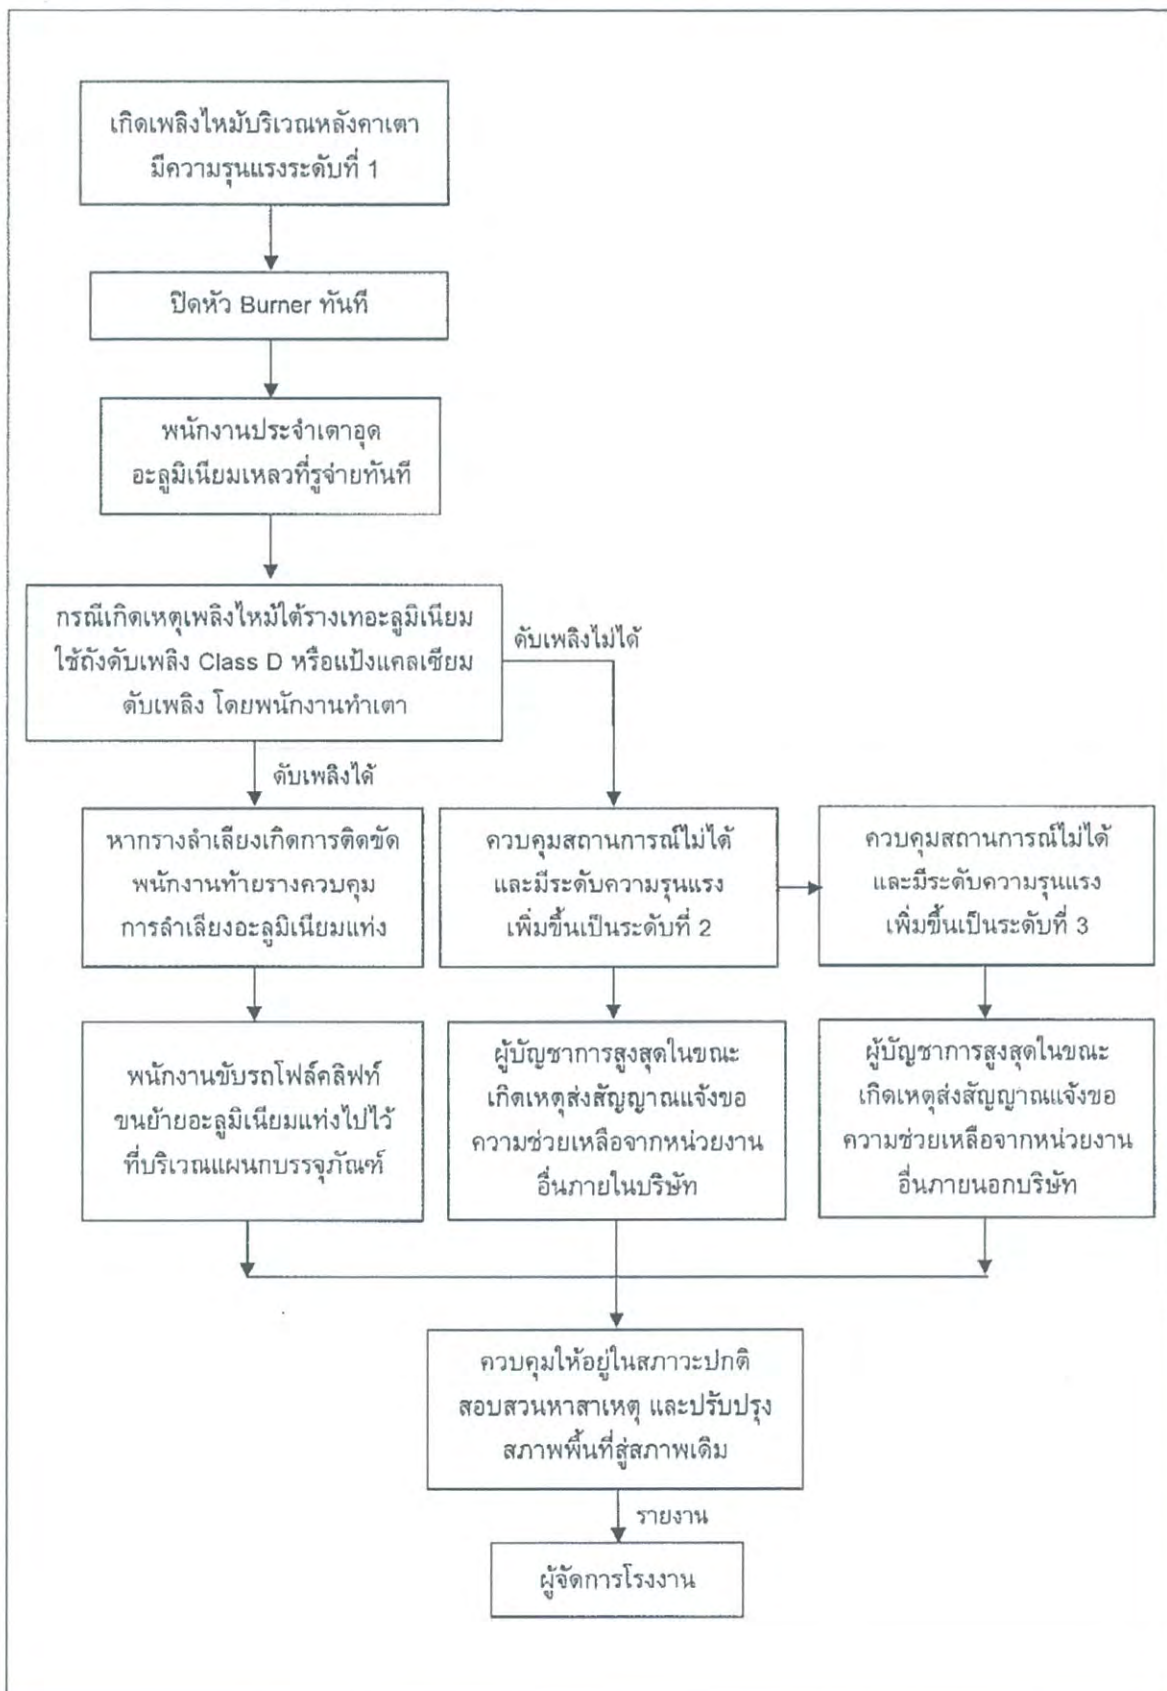 เกิดเพลิงไหม้บริเวณหลังคาเตา
มีความรุนแรงระดับที่ 1
ปิดหัว Burner ทันที
พนักงานประจำเตาอุด
อะลูมิเนียมเหลวที่รูจ่ายทันที
กรณีเกิดเหตุเพลิงไหม้ใต้รางเทอะลูมิเนียม
ใช้ถังดับเพลิง Class D หรือแป้งแคลเซียม
ดับเพลิง โดยพนักงานทำเตา
ดับเพลิงไม่ได้
ดับเพลิงได้
หากรางลำเลียงเกิดการติดขัด
พนักงานท้ายรางควบคุม
การลำเลียงอะลูมิเนียมแท่ง
ควบคุมสถานการณ์ไม่ได้
และมีระดับความรุนแรง
เพิ่มขึ้นเป็นระดับที่ 2
ควบคุมสถานการณ์ไม่ได้
และมีระดับความรุนแรง
เพิ่มขึ้นเป็นระดับที่ 3
พนักงานขับรถโฟล์คลิฟท์
ขนย้ายอะลูมิเนียมแท่งไปไว้
ที่บริเวณแผนกบรรจุภัณฑ์
ผู้บัญชาการสูงสุดในขณะ
เกิดเหตุส่งสัญญาณแจ้งขอ
ความช่วยเหลือจากหน่วยงาน
อื่นภายในบริษัท
ผู้บัญชาการสูงสุดในขณะ
เกิดเหตุส่งสัญญาณแจ้งขอ
ความช่วยเหลือจากหน่วยงาน
อื่นภายนอกบริษัท
ควบคุมให้อยู่ในสภาวะปกติ
สอบสวนหาสาเหตุ และปรับปรุง
สภาพพื้นที่สู่สภาพเดิม
รายงาน
ผู้จัดการโรงงาน